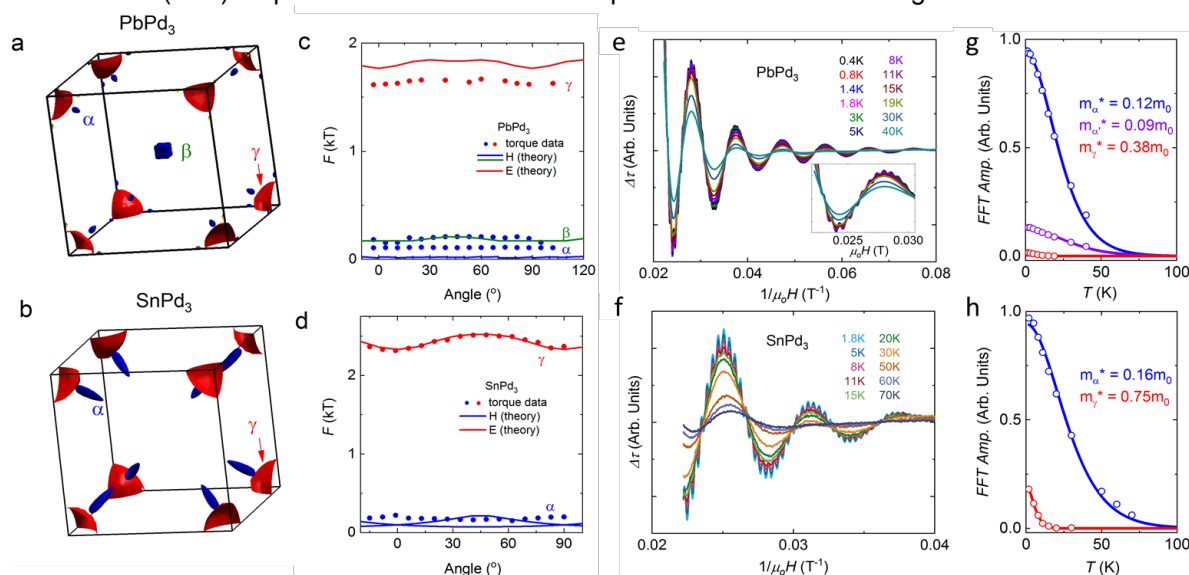 PbPd₃
a
α
β
γ
c
2
1
0
F (kT)
γ
PbPd₃
torque data
H (theory)
E (theory)
β
α
0 30 60 90 120
Angle (°)
e
PbPd₃
0.4K 8K
0.8K 11K
1.4K 15K
1.8K 19K
3K 30K
5K 40K
Δτ (Arb. Units)
0.025 0.030
μₒH (T)
0.02 0.04 0.06 0.08
1/μₒH (T⁻¹)
g
1.0
0.5
0.0
FFT Amp. (Arb. Units)
mα* = 0.12m₀
mα'* = 0.09m₀
mγ* = 0.38m₀
0 50 100
T (K)
SnPd₃
b
α
γ
d
2
1
0
F (kT)
γ
SnPd₃
torque data
H (theory)
E (theory)
α
0 30 60 90
Angle (°)
f
SnPd₃
1.8K 20K
5K 30K
8K 50K
11K 60K
15K 70K
Δτ (Arb. Units)
0.02 0.03 0.04
1/μₒH (T⁻¹)
h
1.0
0.5
0.0
FFT Amp. (Arb. Units)
mα* = 0.16m₀
mγ* = 0.75m₀
0 50 100
T (K)